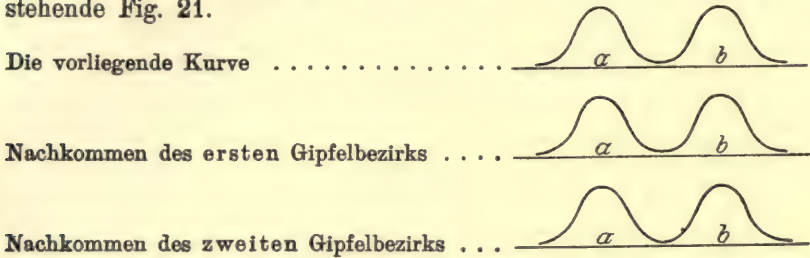 stehende Fig. 21.
Die vorliegende Kurve . . . . . . . . . . . . . . a b
Nachkommen des ersten Gipfelbezirks . . . . a b
Nachkommen des zweiten Gipfelbezirks . . . a b